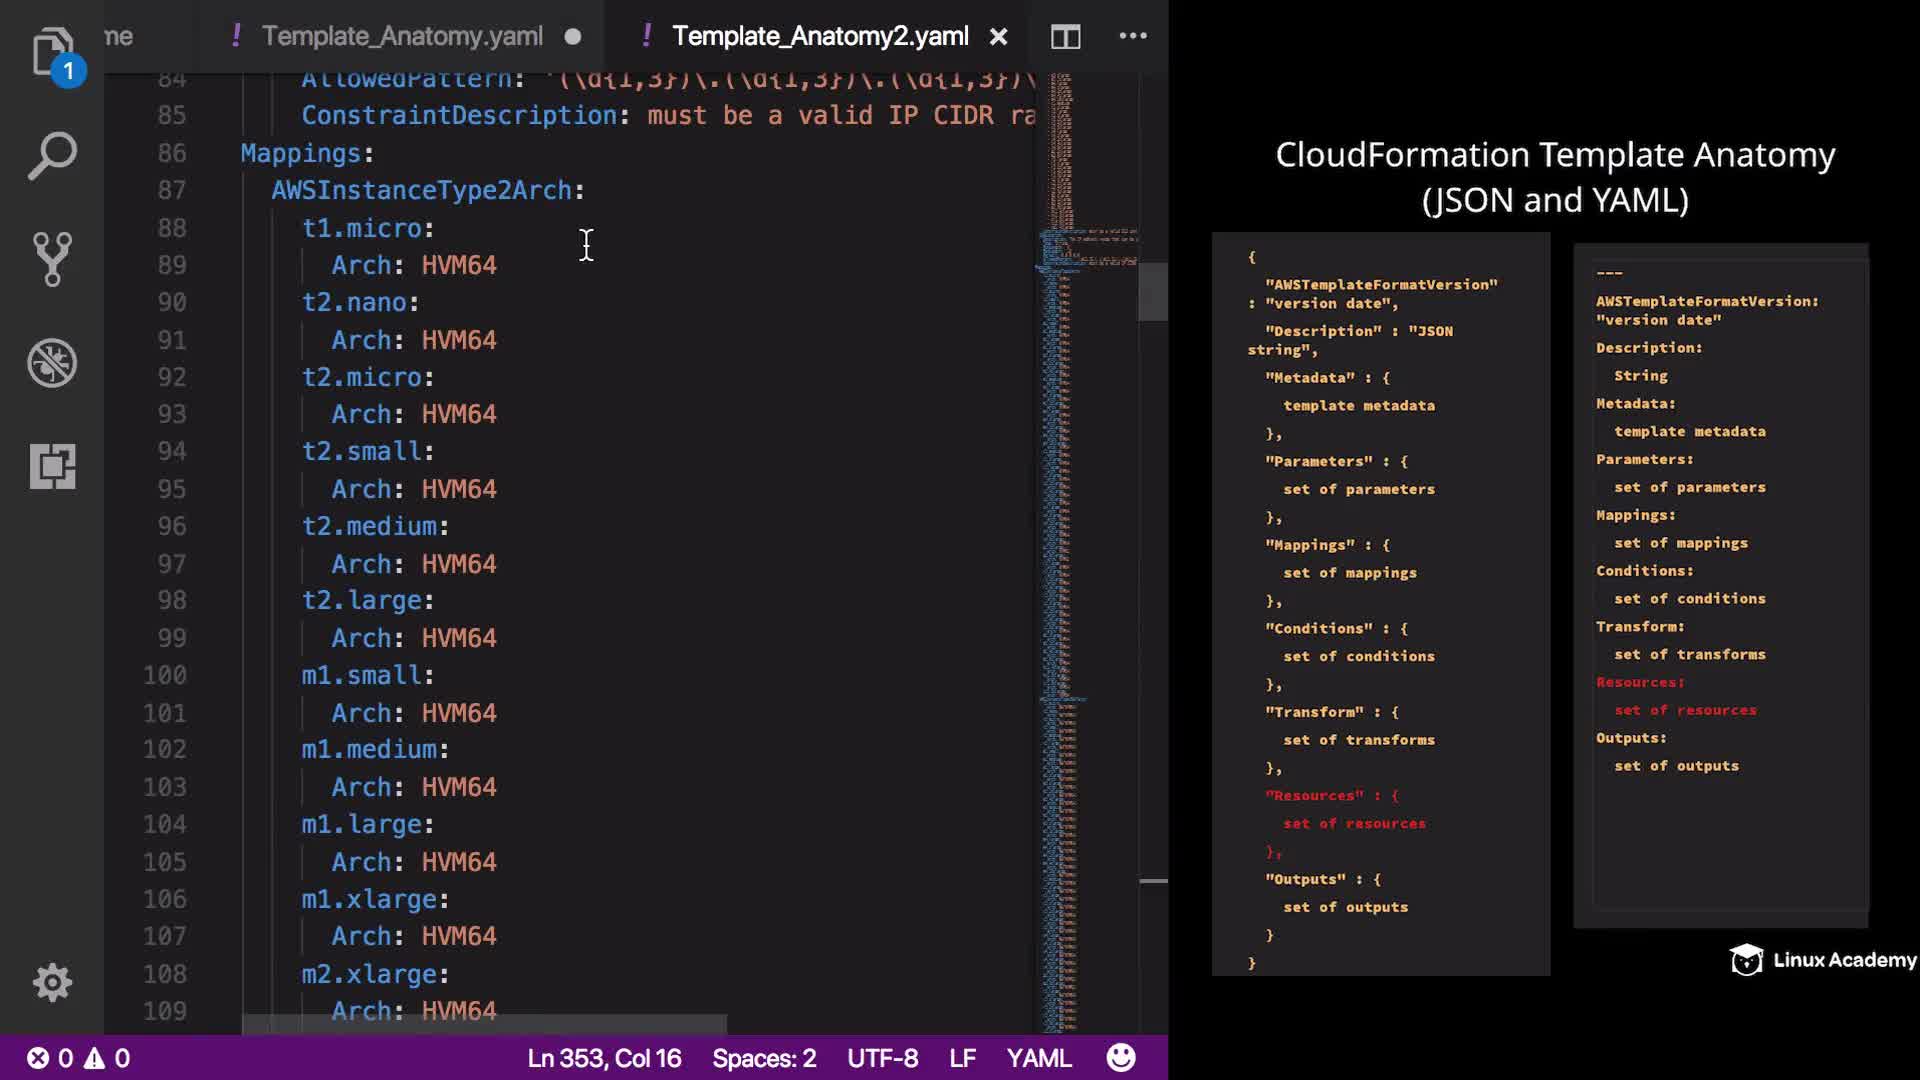 me
! Template_Anatomy.yaml
! Template_Anatomy2.yaml
1
84 AllowedPattern: '(\d{1,3})\.(\d{1,3})\.(\d{1,3})\
85 ConstraintDescription: must be a valid IP CIDR ra
86 Mappings:
87 AWSInstanceType2Arch:
88 t1.micro:
89 Arch: HVM64
90 t2.nano:
91 Arch: HVM64
92 t2.micro:
93 Arch: HVM64
94 t2.small:
95 Arch: HVM64
96 t2.medium:
97 Arch: HVM64
98 t2.large:
99 Arch: HVM64
100 m1.small:
101 Arch: HVM64
102 m1.medium:
103 Arch: HVM64
104 m1.large:
105 Arch: HVM64
106 m1.xlarge:
107 Arch: HVM64
108 m2.xlarge:
109 Arch: HVM64
0 0 Ln 353, Col 16 Spaces: 2 UTF-8 LF YAML
CloudFormation Template Anatomy
(JSON and YAML)
{
"AWSTemplateFormatVersion"
: "version date",
"Description" : "JSON
string",
"Metadata" : {
template metadata
},
"Parameters" : {
set of parameters
},
"Mappings" : {
set of mappings
},
"Conditions" : {
set of conditions
},
"Transform" : {
set of transforms
},
"Resources" : {
set of resources
},
"Outputs" : {
set of outputs
}
}
---
AWSTemplateFormatVersion:
"version date"
Description:
String
Metadata:
template metadata
Parameters:
set of parameters
Mappings:
set of mappings
Conditions:
set of conditions
Transform:
set of transforms
Resources:
set of resources
Outputs:
set of outputs
Linux Academy